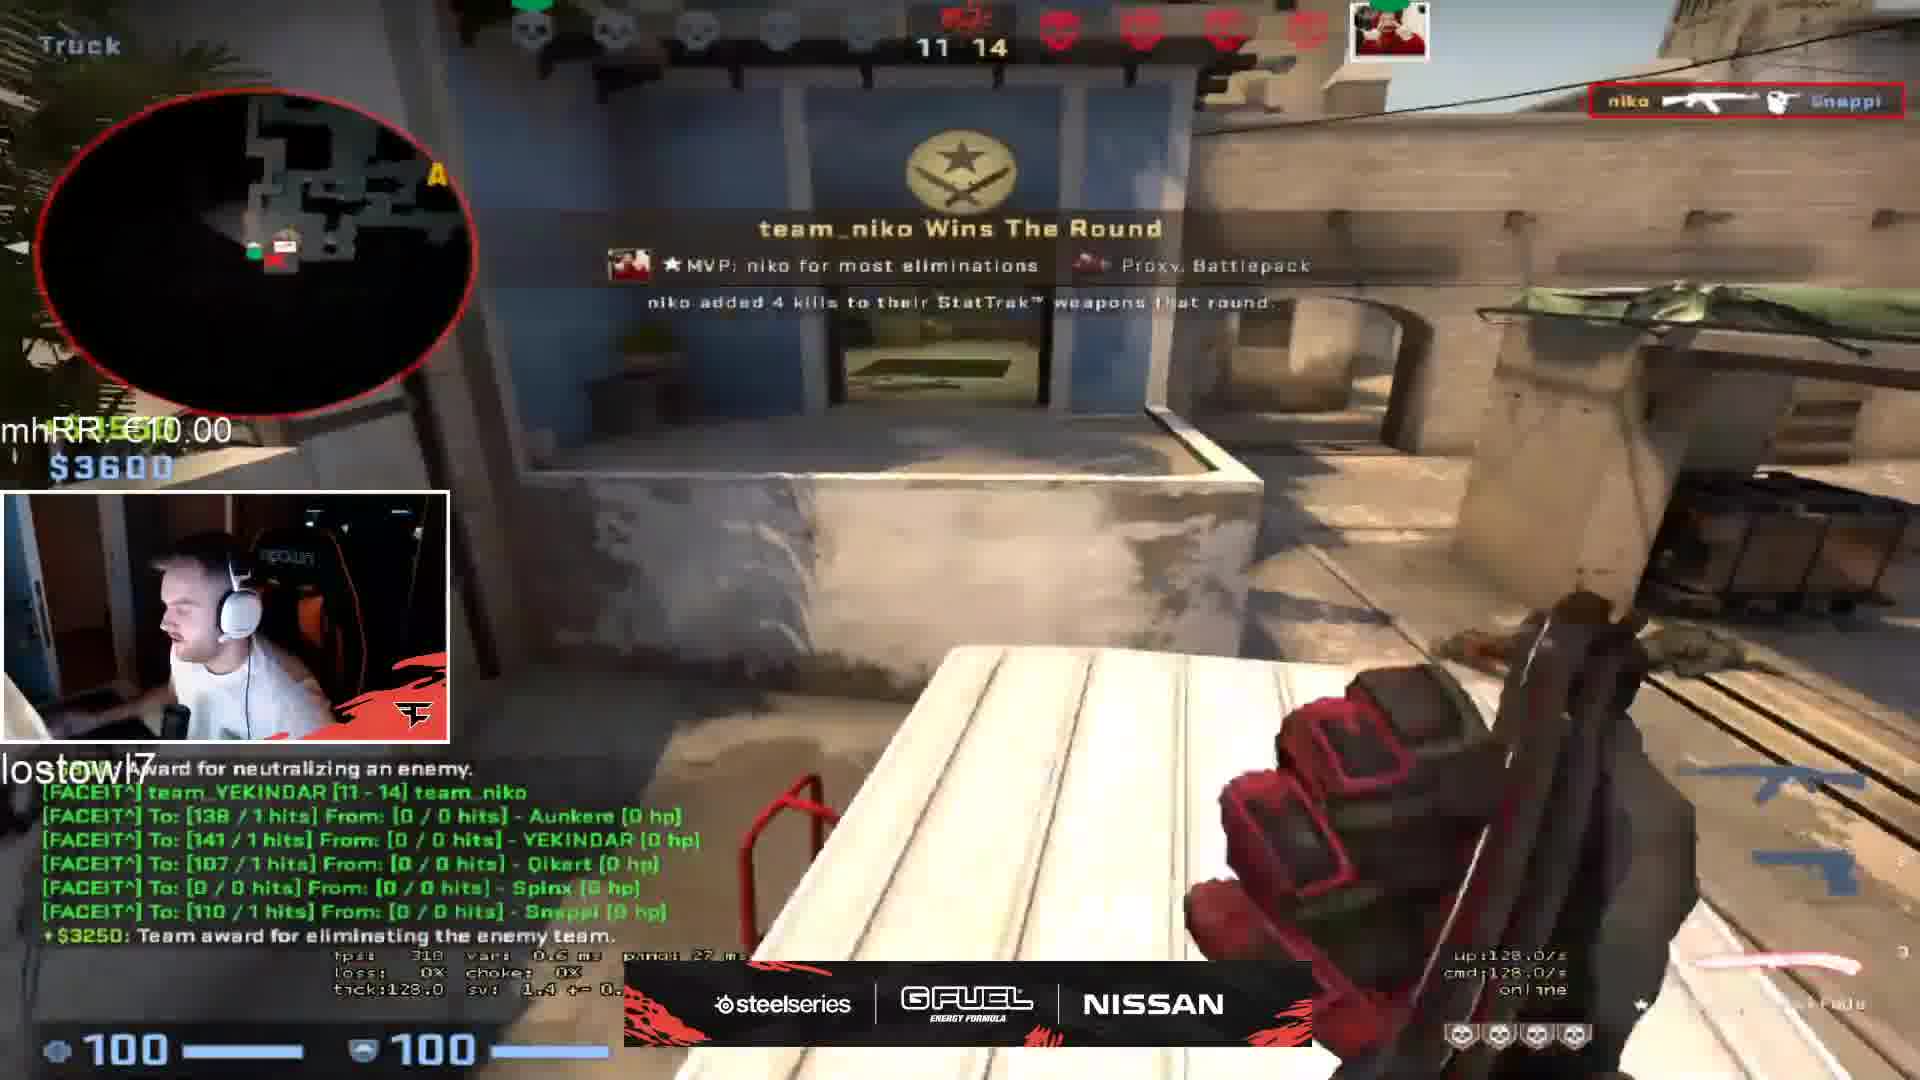 Truck
11 14
A
niko Snappi
team_niko Wins The Round
★ MVP: niko for most eliminations
Proxy, Battlepack
niko added 4 kills to their StatTrak™ weapons that round.
mhRR: €10.00
$3600
lostowl7
Award for neutralizing an enemy.
[FACEIT^] team_YEKINDAR [11 - 14] team_niko
[FACEIT^] To: [138 / 1 hits] From: [0 / 0 hits] - Aunkere [0 hp]
[FACEIT^] To: [141 / 1 hits] From: [0 / 0 hits] - YEKINDAR [0 hp]
[FACEIT^] To: [107 / 1 hits] From: [0 / 0 hits] - Qikert [0 hp]
[FACEIT^] To: [0 / 0 hits] From: [0 / 0 hits] - Spinx [0 hp]
[FACEIT^] To: [110 / 1 hits] From: [0 / 0 hits] - Snappi [0 hp]
+$3250: Team award for eliminating the enemy team.
fps: 318 var: 0.6 ms ping: 27 ms
loss: 0% choke: 0%
tick:128.0 sv: 1.4 +- 0.
up:128.0/s
cmd:128.0/s
online
steelseries
GFUEL
ENERGY FORMULA
NISSAN
100 100